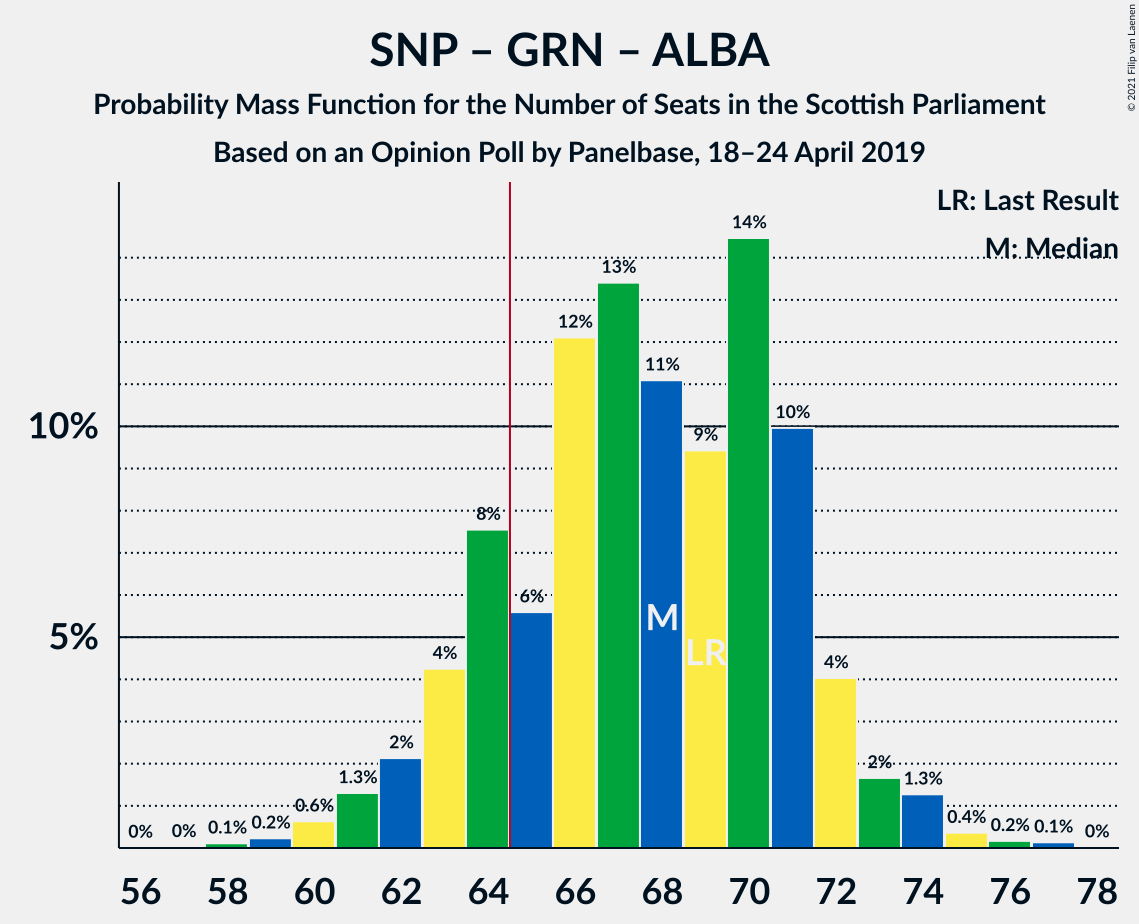 SNP – GRN – ALBA
Probability Mass Function for the Number of Seats in the Scottish Parliament
Based on an Opinion Poll by Panelbase, 18–24 April 2019
© 2021 Filip van Laenen
LR: Last Result
M: Median
10%
5%
0%
0%
0.1%
0.2%
0.6%
1.3%
2%
4%
8%
6%
12%
13%
11%
9%
14%
10%
4%
2%
1.3%
0.4%
0.2%
0.1%
0%
M
LR
56 58 60 62 64 66 68 70 72 74 76 78